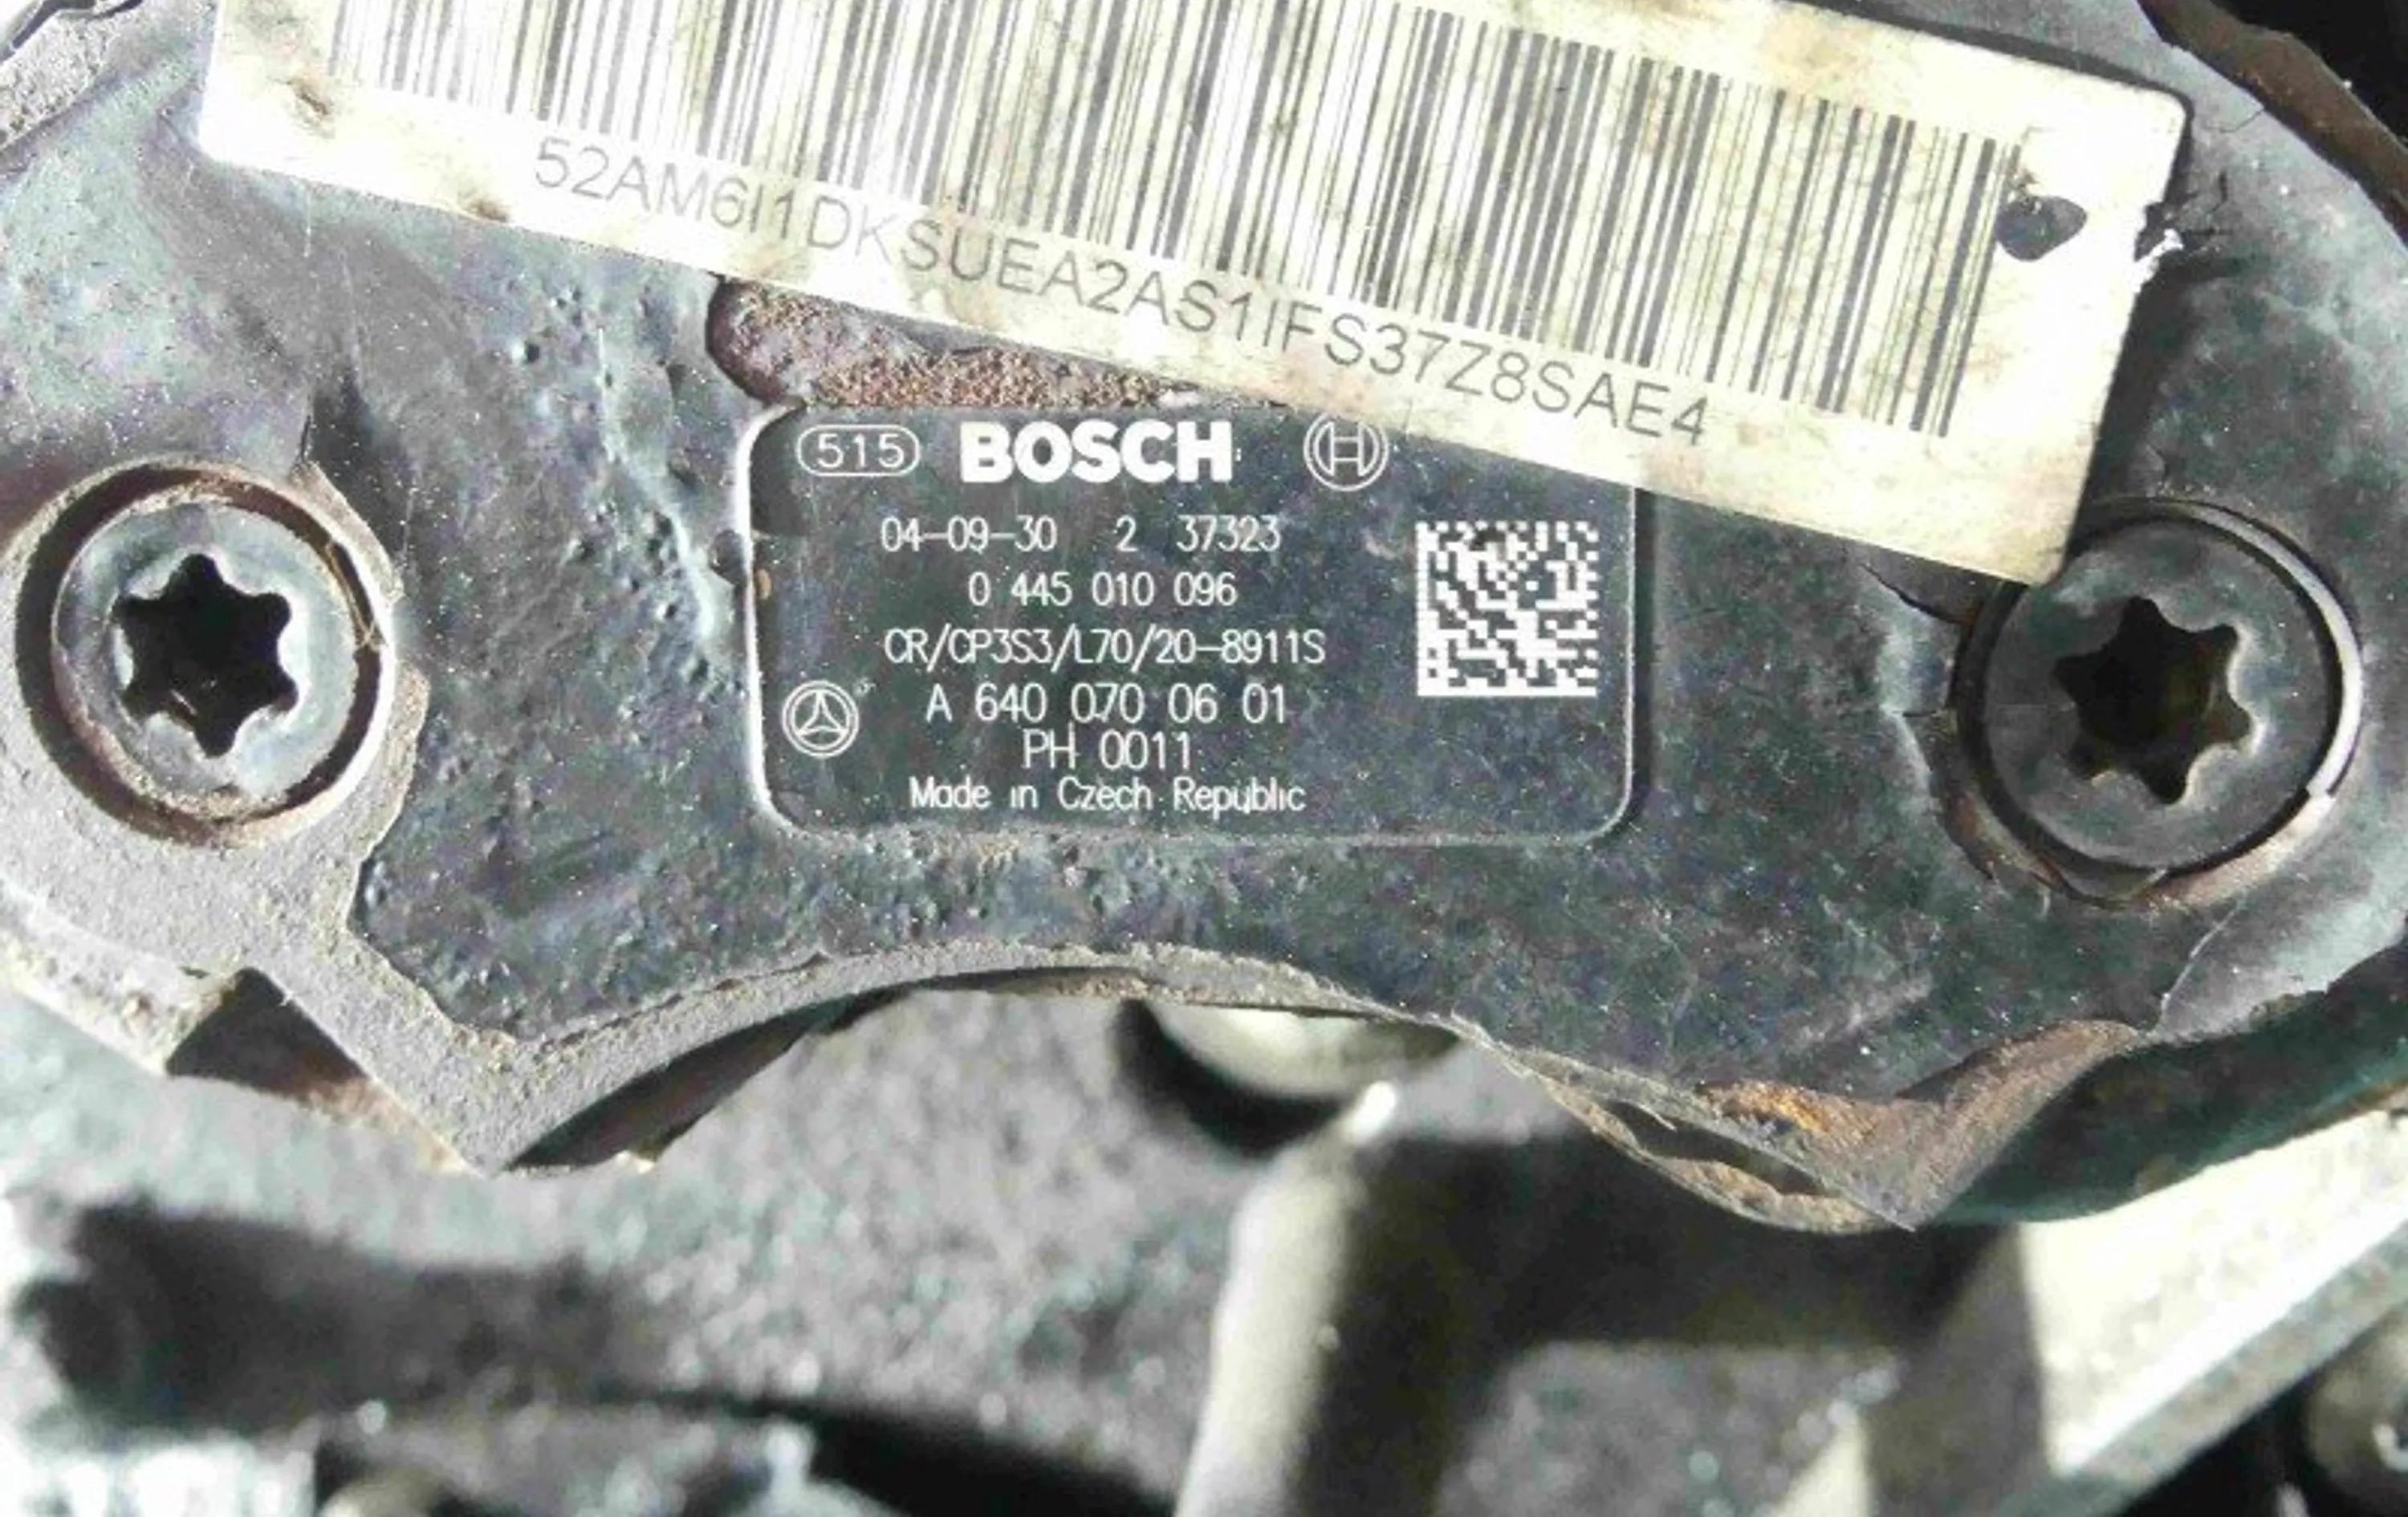 52AM6I1DKSUEA2AS1IFS37Z8SAE4
515 BOSCH
04-09-30 2 37323
0 445 010 096
CR/CP3S3/L70/20-8911S
A 640 070 06 01
PH 0011
Made in Czech Republic